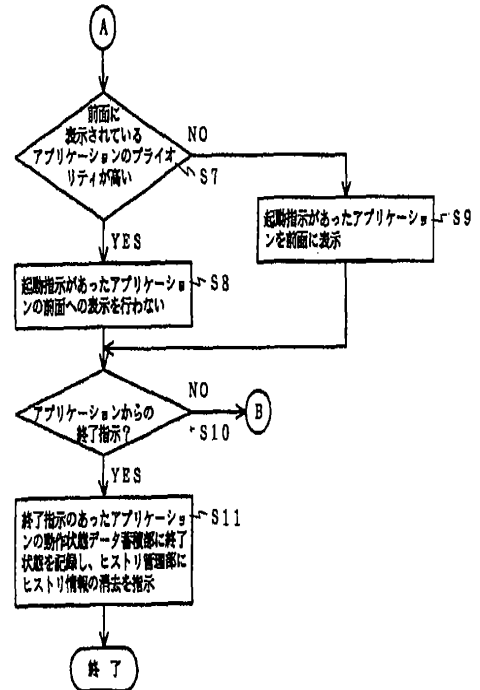 A
前面に
表示されている
アプリケーションのプライオ
リティが高い
NO
S7
起動指示があったアプリケーショ
ンを前面に表示
S9
YES
起動指示があったアプリケーショ
ンの前面への表示を行わない
S8
アプリケーションからの
終了指示?
NO
B
S10
YES
終了指示のあったアプリケーショ
ンの動作状態データ蓄積部に終了
状態を記録し、ヒストリ管理部に
ヒストリ情報の消去を指示
S11
終了